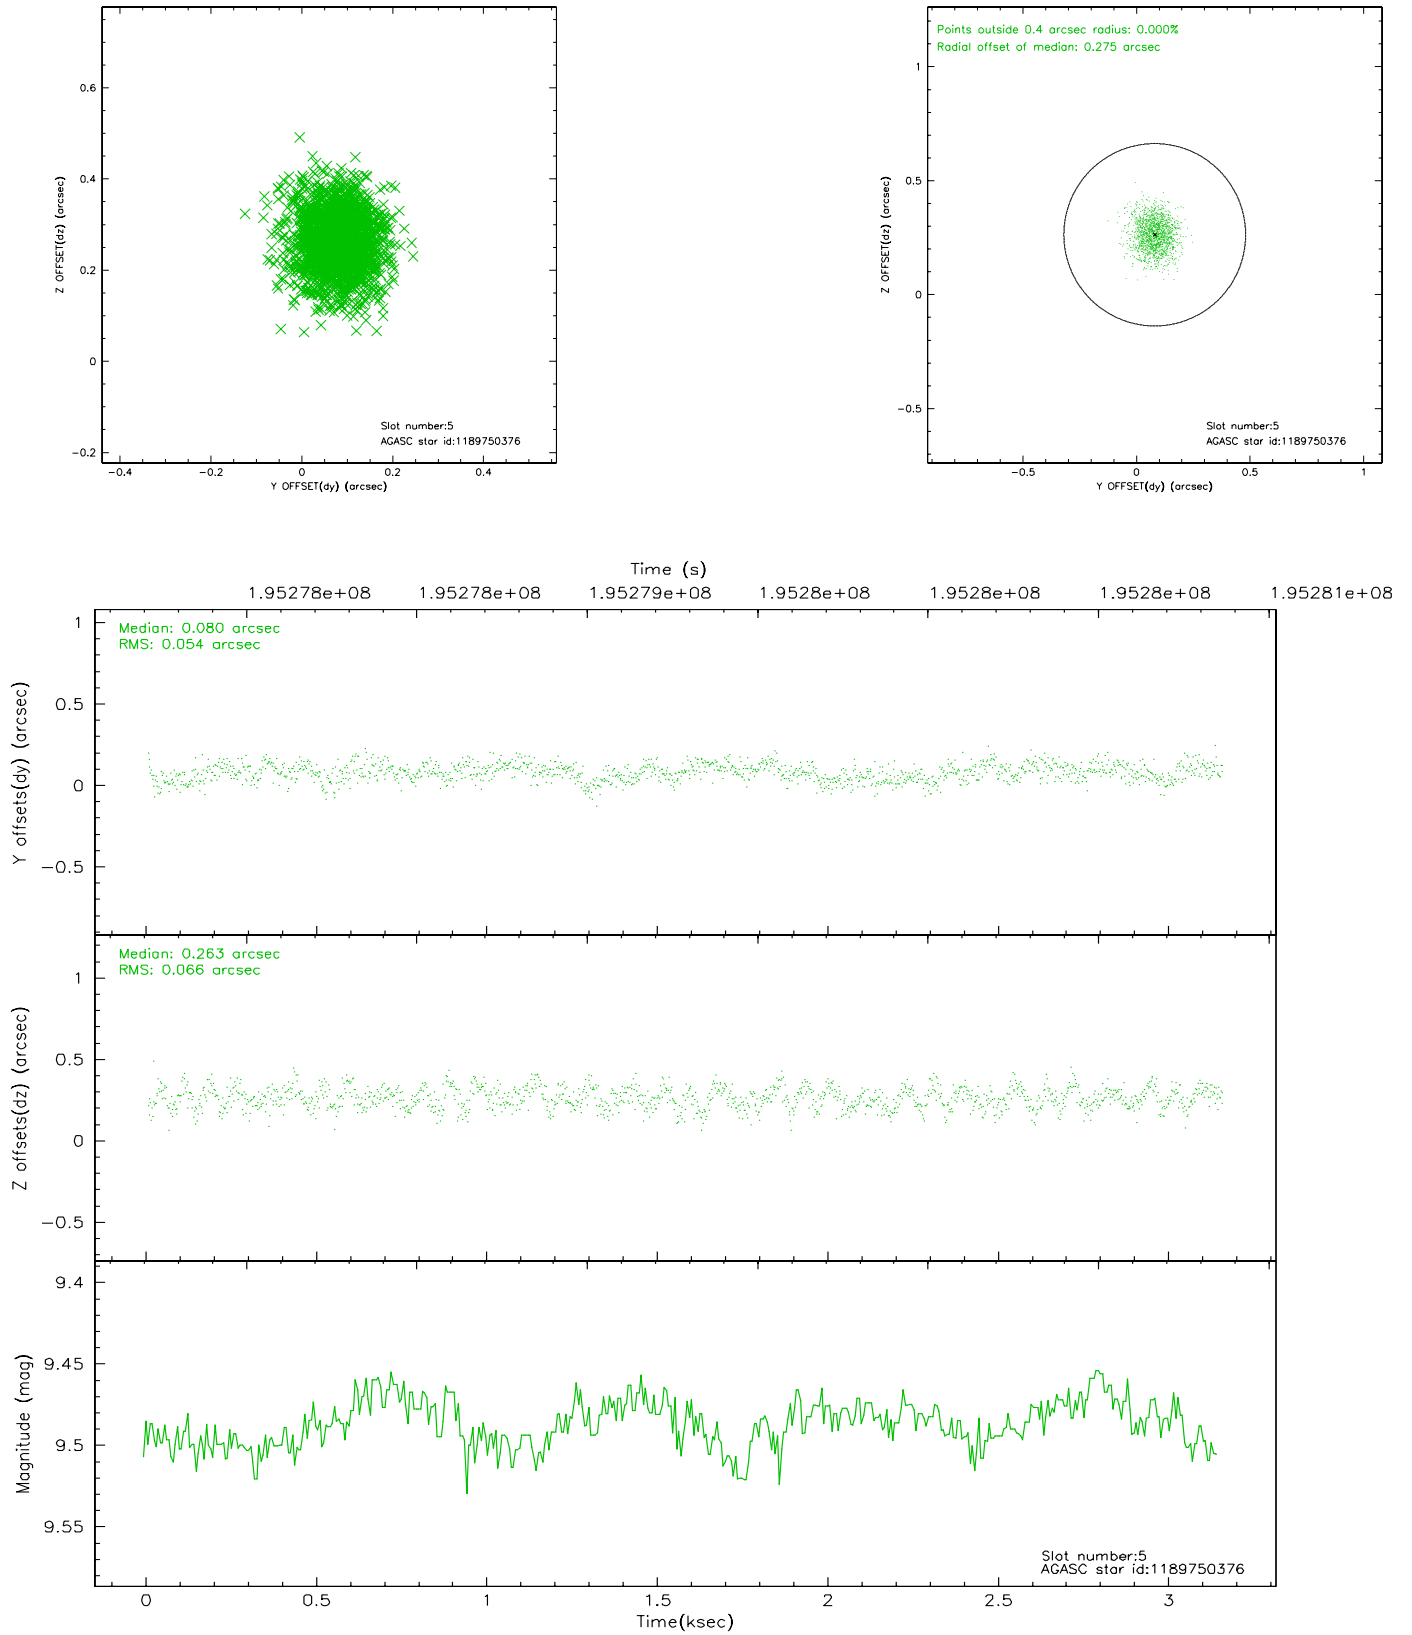 0.6
0.4
0.2
0
-0.2
Z OFFSET(dz) (arcsec)
Slot number:5
AGASC star id:1189750376
-0.4 -0.2 0 0.2 0.4
Y OFFSET(dy) (arcsec)
Points outside 0.4 arcsec radius: 0.000%
Radial offset of median: 0.275 arcsec
1
0.5
0
-0.5
Z OFFSET(dz) (arcsec)
Slot number:5
AGASC star id:1189750376
-0.5 0 0.5 1
Y OFFSET(dy) (arcsec)
Time (s)
1.95278e+08 1.95278e+08 1.95279e+08 1.9528e+08 1.9528e+08 1.9528e+08 1.95281e+08
Median: 0.080 arcsec
RMS: 0.054 arcsec
1
0.5
0
-0.5
Y offsets(dy) (arcsec)
Median: 0.263 arcsec
RMS: 0.066 arcsec
1
0.5
0
-0.5
Z offsets(dz) (arcsec)
9.4
9.45
9.5
9.55
Magnitude (mag)
Slot number:5
AGASC star id:1189750376
0 0.5 1 1.5 2 2.5 3
Time(ksec)